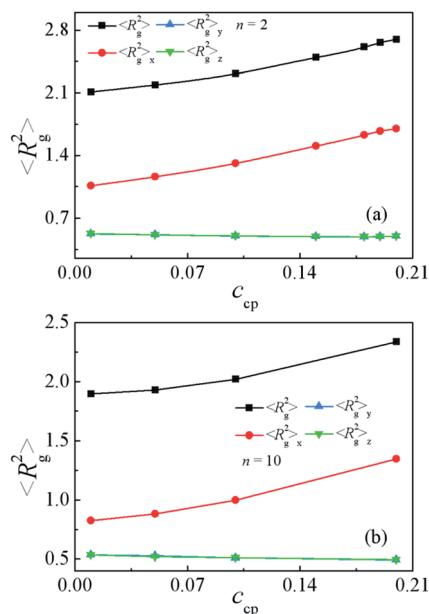 <R²g> <R²g>y n = 2
<R²g>x <R²g>z
2.8
2.1
1.4
0.7
<R²g>
(a)
0.00 0.07 0.14 0.21
ccp
2.5
2.0
1.5
1.0
0.5
<R²g>
<R²g> <R²g>y
<R²g>x <R²g>z
n = 10
(b)
0.00 0.07 0.14 0.21
ccp